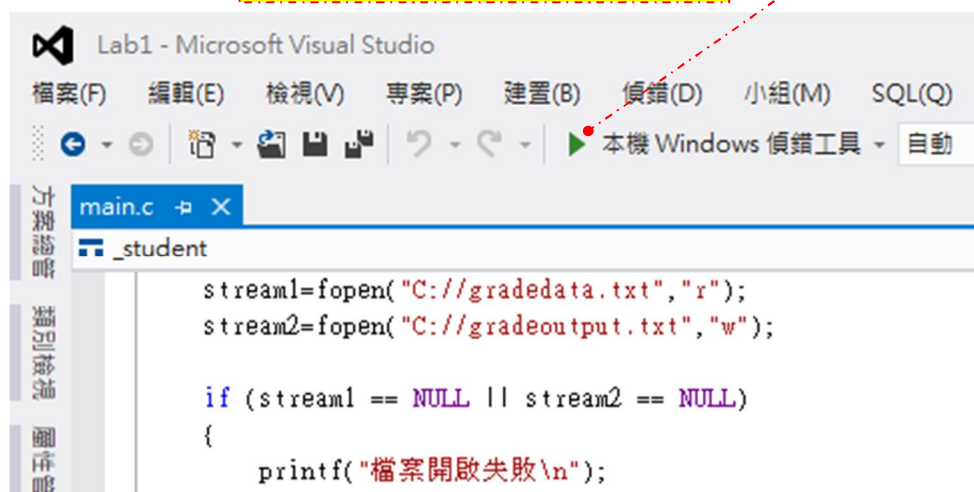 Lab1 - Microsoft Visual Studio
檔案(F) 編輯(E) 檢視(V) 專案(P) 建置(B) 偵錯(D) 小組(M) SQL(Q)
本機 Windows 偵錯工具 自動
方案總管
main.c
_student
stream1=fopen("C://gradedata.txt","r");
stream2=fopen("C://gradeoutput.txt","w");
類別檢視
if (stream1 == NULL || stream2 == NULL)
{
屬性管
printf("檔案開啟失敗\n");